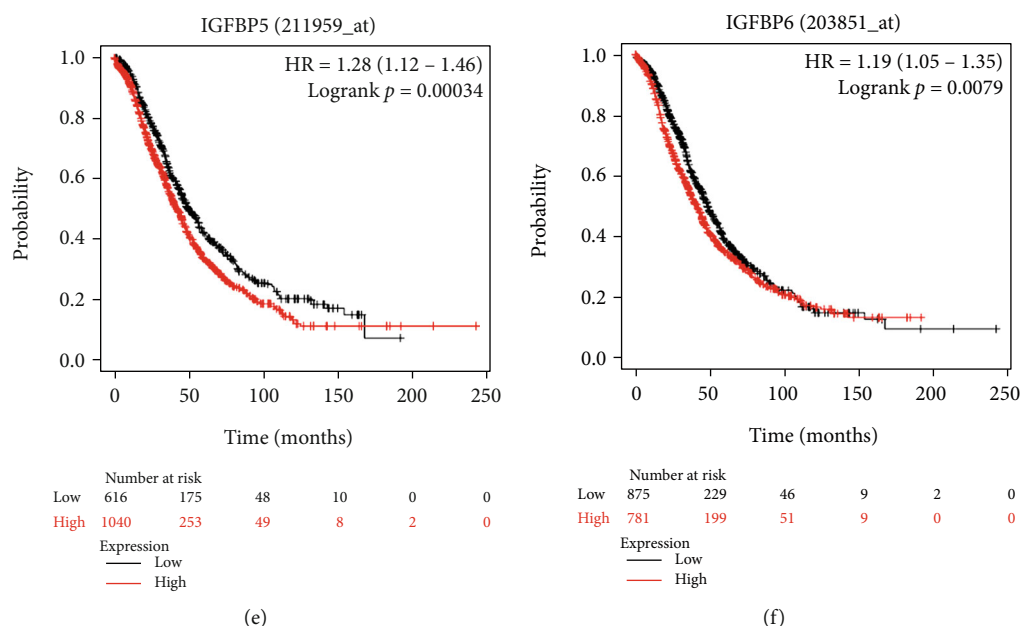 IGFBP5 (211959_at)
HR = 1.28 (1.12 – 1.46)
Logrank p = 0.00034
Probability
1.0
0.8
0.6
0.4
0.2
0.0
0 50 100 150 200 250
Time (months)
Number at risk
Low 616 175 48 10 0 0
High 1040 253 49 8 2 0
Expression
Low
High
(e)
IGFBP6 (203851_at)
HR = 1.19 (1.05 – 1.35)
Logrank p = 0.0079
Probability
1.0
0.8
0.6
0.4
0.2
0.0
0 50 100 150 200 250
Time (months)
Number at risk
Low 875 229 46 9 2 0
High 781 199 51 9 0 0
Expression
Low
High
(f)